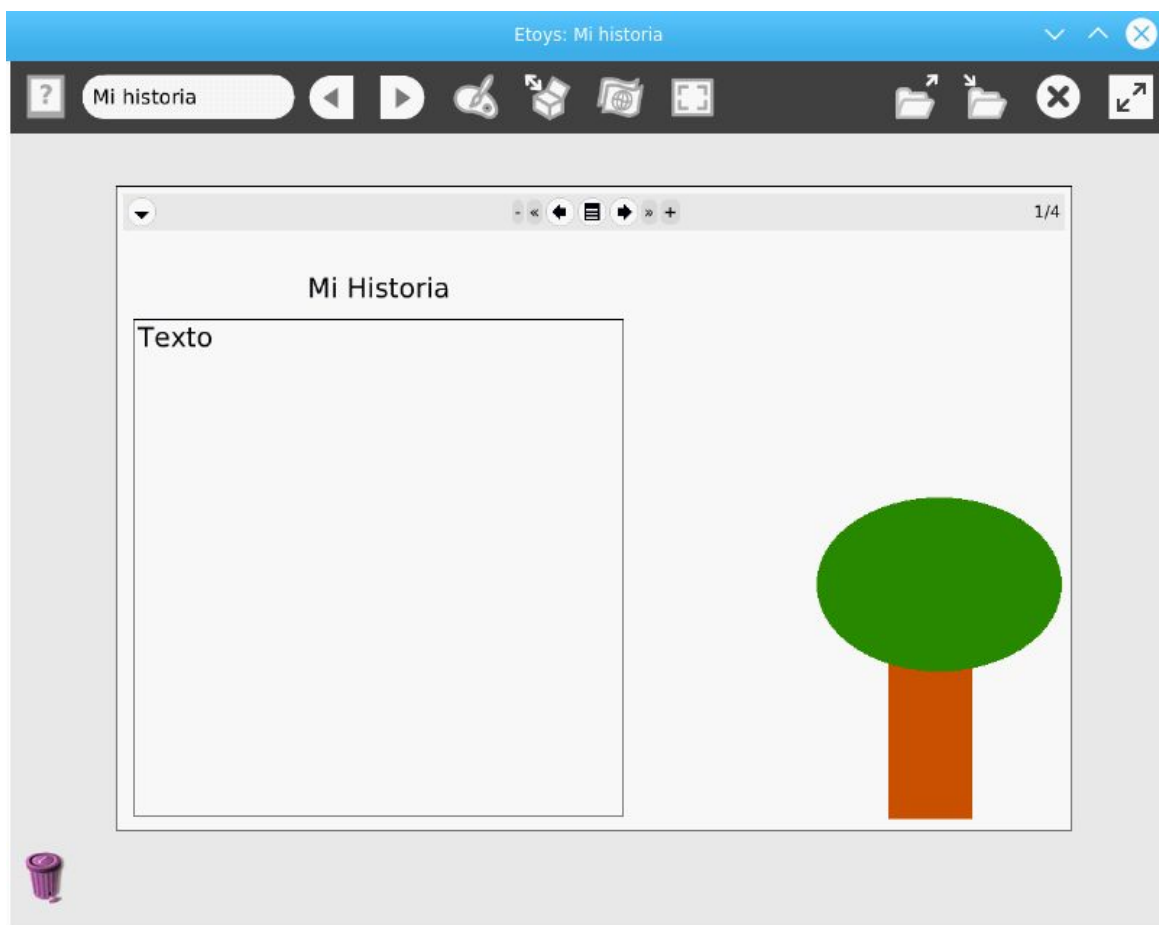 Etoys: Mi historia
? Mi historia
- « » + 1/4
Mi Historia
Texto